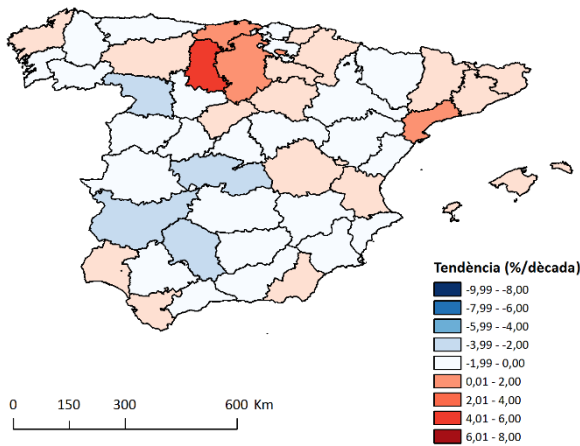 Tendència (%/dècada)
-9,99 - -8,00
-7,99 - -6,00
-5,99 - -4,00
-3,99 - -2,00
-1,99 - 0,00
0,01 - 2,00
2,01 - 4,00
4,01 - 6,00
6,01 - 8,00
0 150 300 600 Km